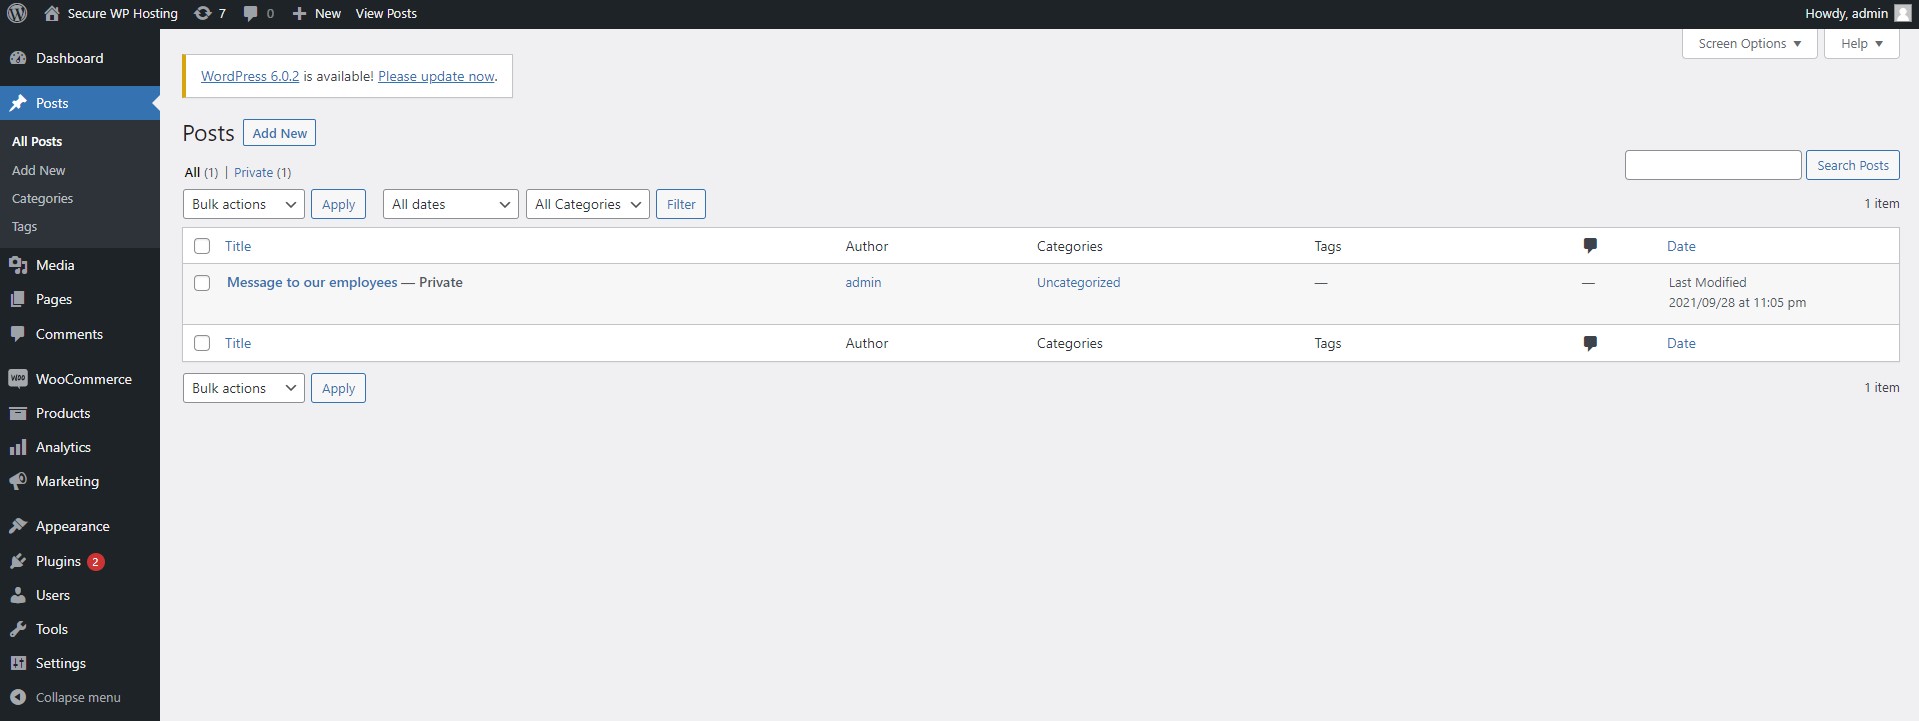 Secure WP Hosting 7 0 New View Posts Howdy, admin
Screen Options Help
Dashboard
Posts
All Posts
Add New
Categories
Tags
Media
Pages
Comments
WOO WooCommerce
Products
Analytics
Marketing
Appearance
Plugins 2
Users
Tools
Settings
Collapse menu
WordPress 6.0.2 is available! Please update now.
Posts Add New
All (1) | Private (1)
Search Posts
Bulk actions Apply All dates All Categories Filter 1 item
Title Author Categories Tags Date
Message to our employees — Private admin Uncategorized — — Last Modified
2021/09/28 at 11:05 pm
Title Author Categories Tags Date
Bulk actions Apply 1 item